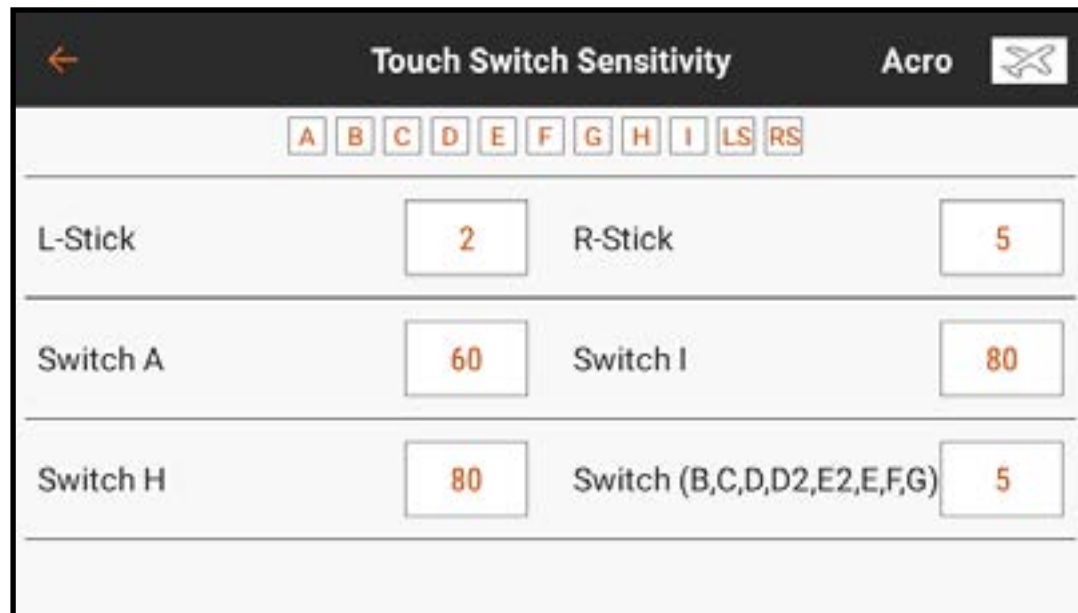 Touch Switch Sensitivity Acro
A B C D E F G H I LS RS
L-Stick 2 R-Stick 5
Switch A 60 Switch I 80
Switch H 80 Switch (B,C,D,D2,E2,E,F,G) 5